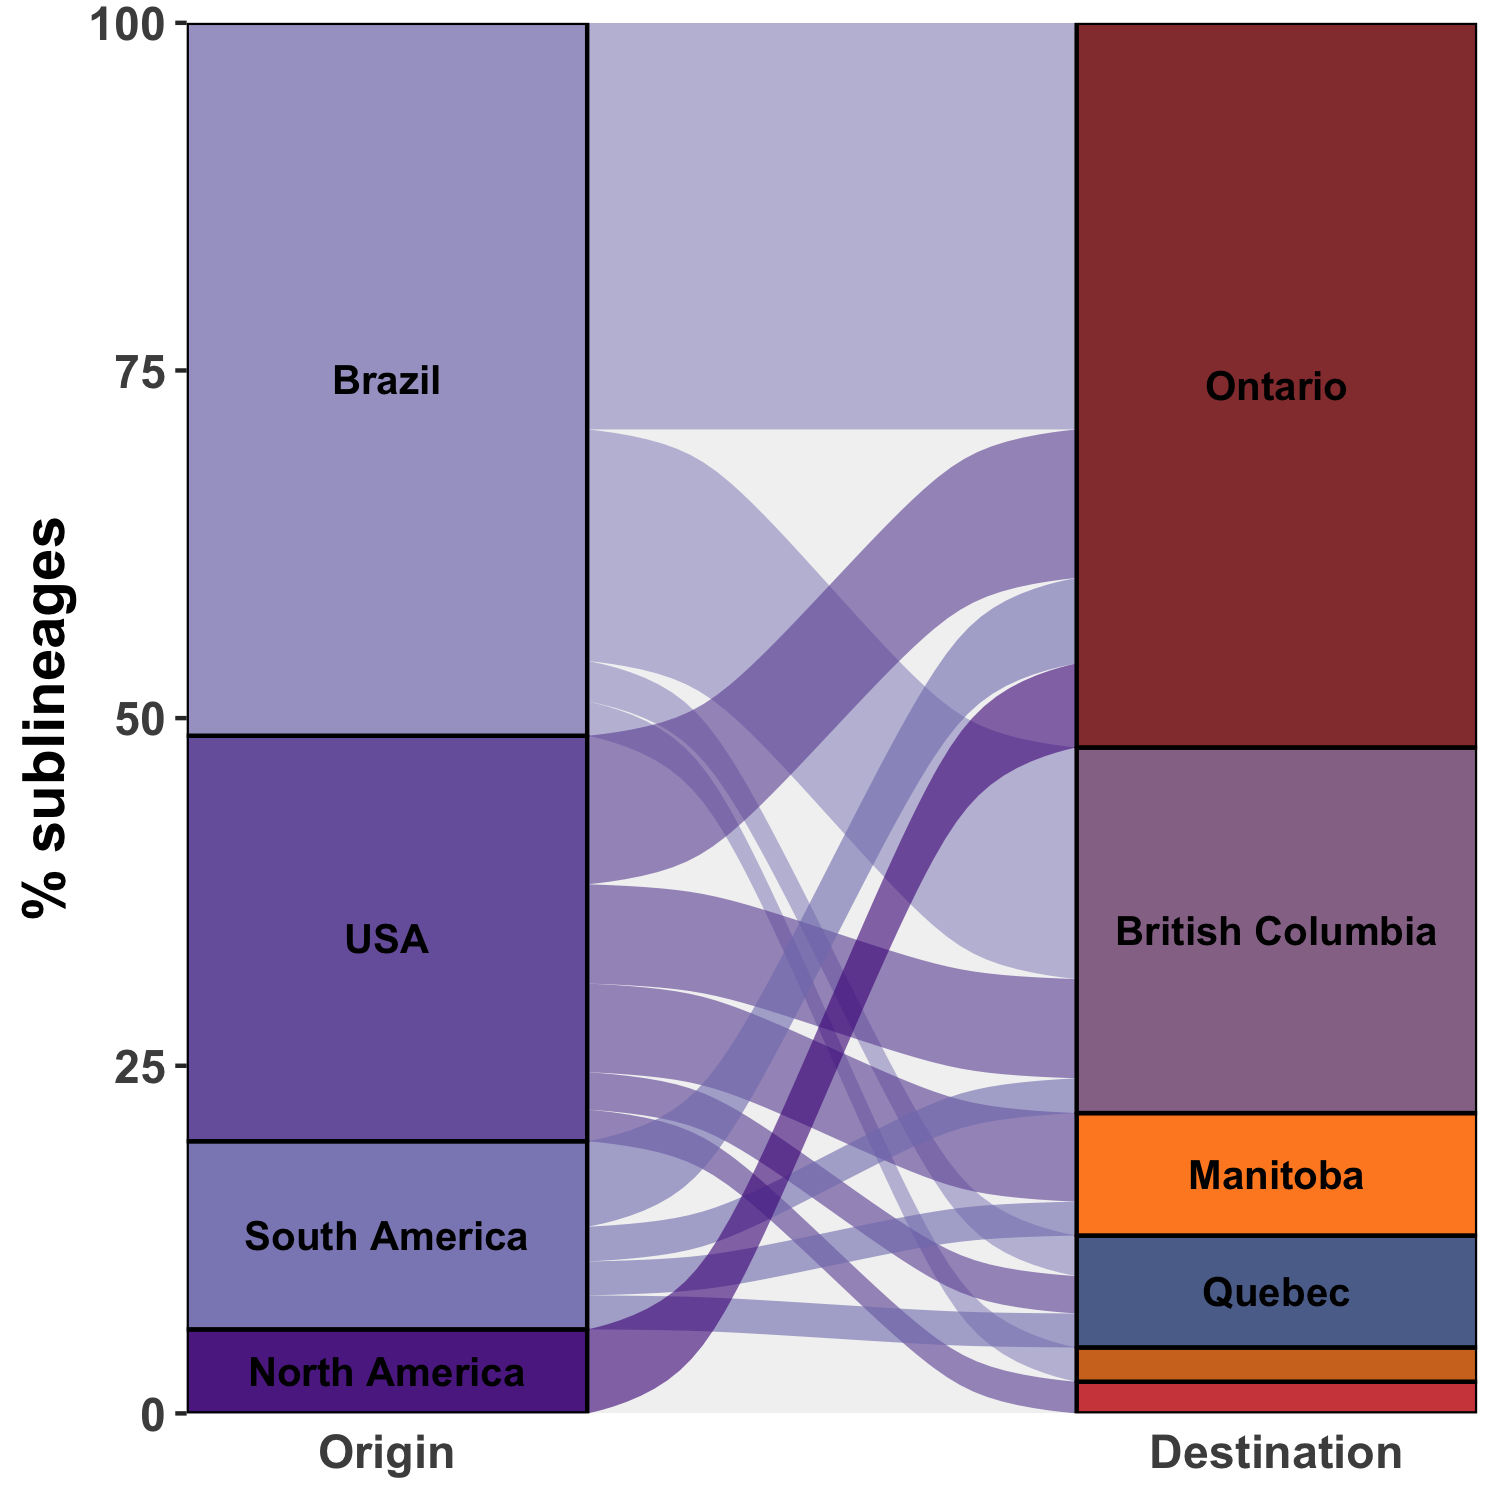 100
75
50
25
0
% sublineages
Brazil
USA
South America
North America
Ontario
British Columbia
Manitoba
Quebec
Origin
Destination